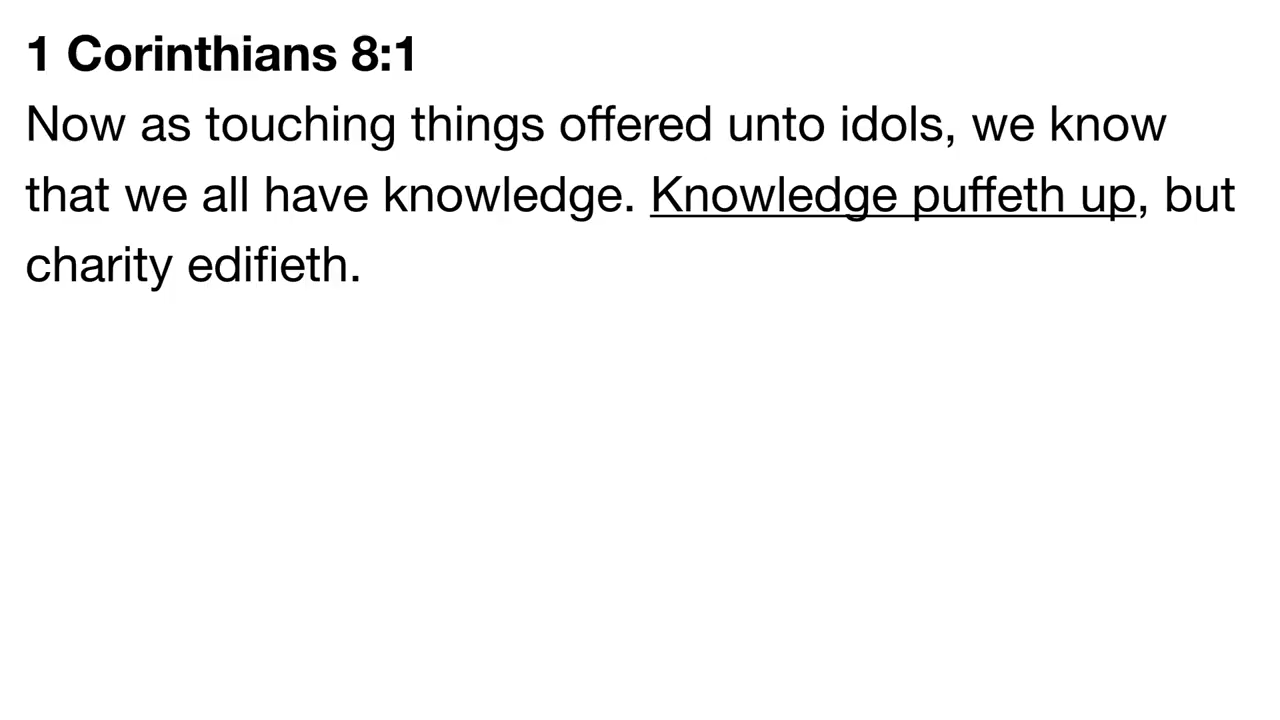 1 Corinthians 8:1
Now as touching things offered unto idols, we know
that we all have knowledge. Knowledge puffeth up, but
charity edifieth.